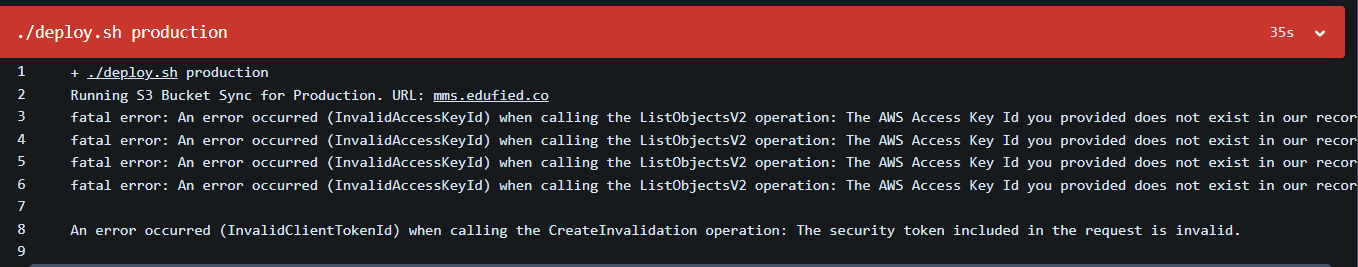 ./deploy.sh production
35s
1 + ./deploy.sh production
2 Running S3 Bucket Sync for Production. URL: mms.edufied.co
3 fatal error: An error occurred (InvalidAccessKeyId) when calling the ListObjectsV2 operation: The AWS Access Key Id you provided does not exist in our recor
4 fatal error: An error occurred (InvalidAccessKeyId) when calling the ListObjectsV2 operation: The AWS Access Key Id you provided does not exist in our recor
5 fatal error: An error occurred (InvalidAccessKeyId) when calling the ListObjectsV2 operation: The AWS Access Key Id you provided does not exist in our recor
6 fatal error: An error occurred (InvalidAccessKeyId) when calling the ListObjectsV2 operation: The AWS Access Key Id you provided does not exist in our recor
7
8 An error occurred (InvalidClientTokenId) when calling the CreateInvalidation operation: The security token included in the request is invalid.
9